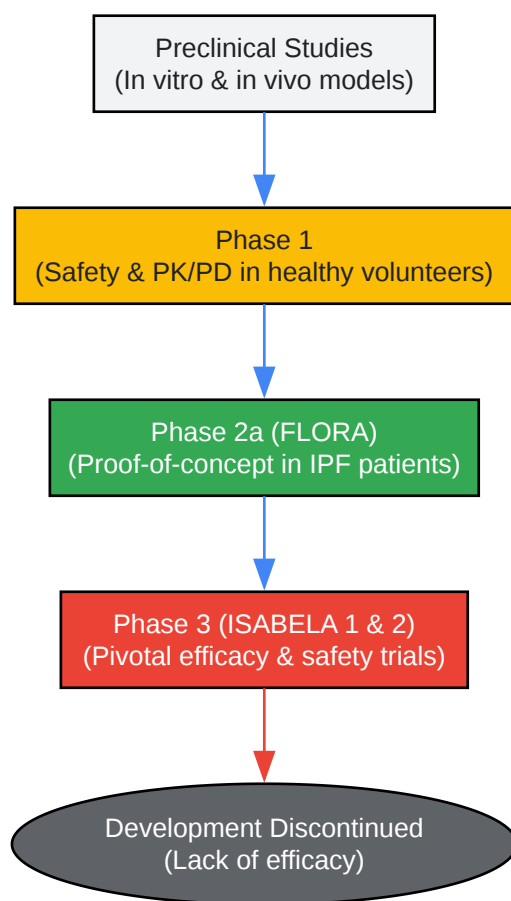 Preclinical Studies
(In vitro & in vivo models)
Phase 1
(Safety & PK/PD in healthy volunteers)
Phase 2a (FLORA)
(Proof-of-concept in IPF patients)
Phase 3 (ISABELA 1 & 2)
(Pivotal efficacy & safety trials)
Development Discontinued
(Lack of efficacy)